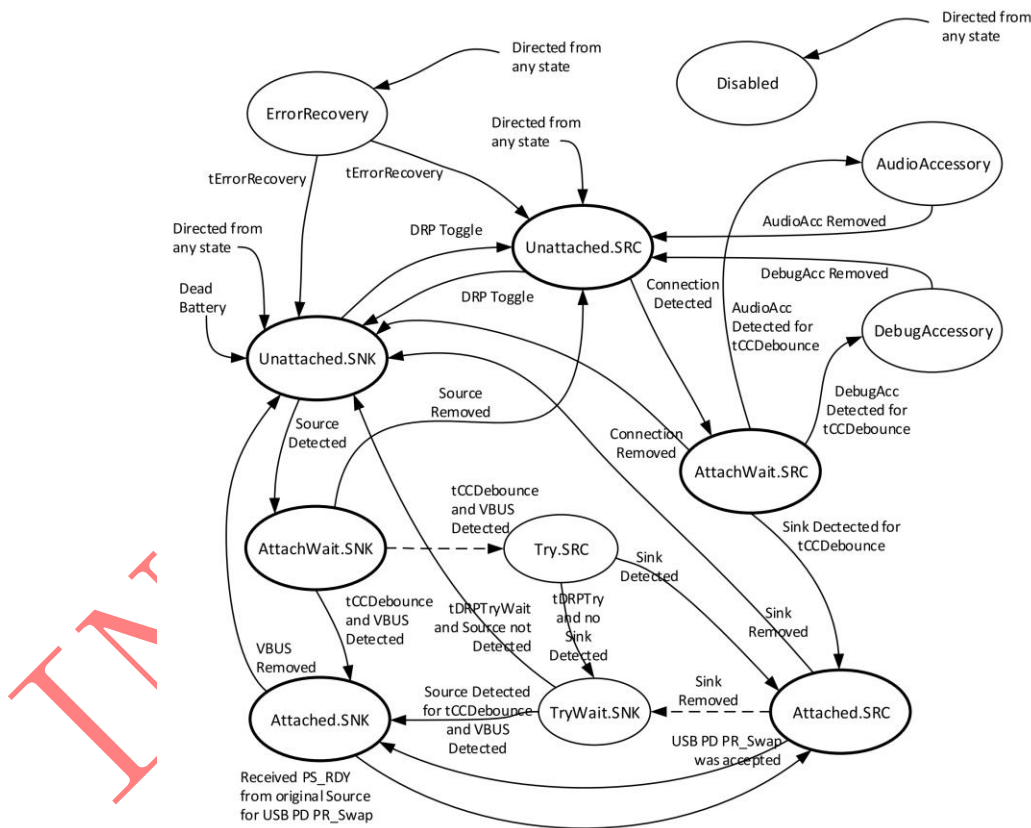 Directed from
any state
Directed from
any state
Disabled
ErrorRecovery
Directed from
any state
AudioAccessory
tErrorRecovery
tErrorRecovery
AudioAcc Removed
Directed from
any state
DRP Toggle
Unattached.SRC
DebugAcc Removed
Dead
Battery
DRP Toggle
Connection
Detected
AudioAcc
Detected for
tCCDebounce
DebugAccessory
Unattached.SNK
Source
Removed
DebugAcc
Detected for
tCCDebounce
Source
Detected
Connection
Removed
AttachWait.SRC
tCCDebounce
and VBUS
Detected
Sink Dectected for
tCCDebounce
AttachWait.SNK
Try.SRC
Sink
Detected
tCCDebounce
and VBUS
Detected
tDRPTryWait
and Source not
Detected
tDRPTry
and no
Sink
Detected
Sink
Removed
VBUS
Removed
Source Detected
for tCCDebounce
and VBUS
Detected
Sink
Removed
Attached.SNK
TryWait.SNK
Attached.SRC
USB PD PR_Swap
was accepted
Received PS_RDY
from original Source
for USB PD PR_Swap